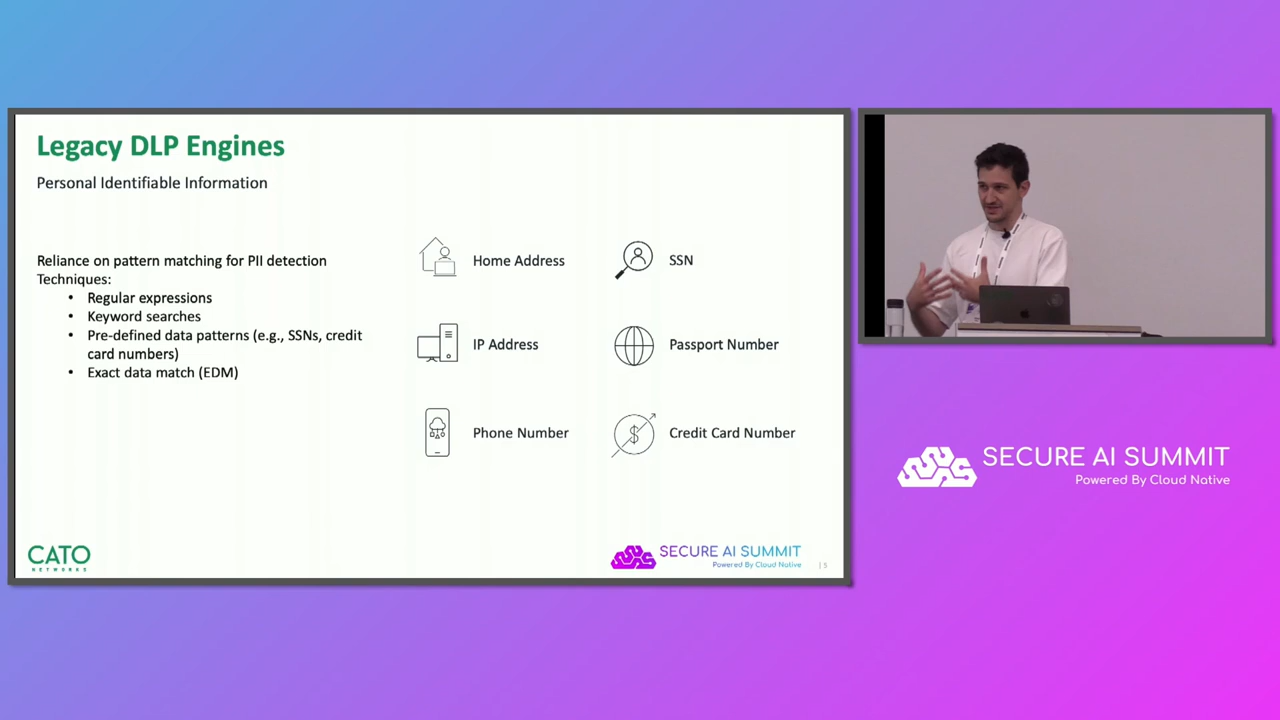 Legacy DLP Engines
Personal Identifiable Information
Reliance on pattern matching for PII detection
Techniques:
• Regular expressions
• Keyword searches
• Pre-defined data patterns (e.g., SSNs, credit
card numbers)
• Exact data match (EDM)
Home Address
SSN
IP Address
Passport Number
Phone Number
Credit Card Number
CATO
NETWORKS
SECURE AI SUMMIT
Powered By Cloud Native
| 5
SECURE AI SUMMIT
Powered By Cloud Native